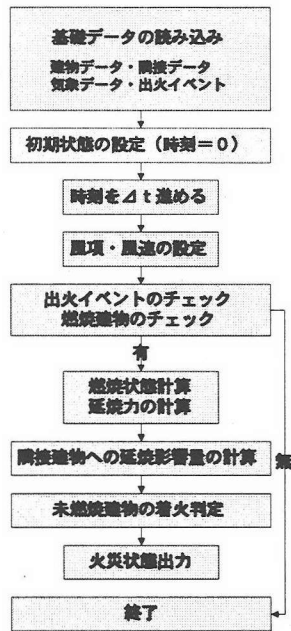 基礎データの読み込み
建物データ・隣接データ
気象データ・出火イベント
初期状態の設定（時刻＝0）
時刻をΔt進める
風項・風速の設定
出火イベントのチェック
燃焼建物のチェック
有
無
燃焼状態計算
延焼力の計算
隣接建物への延焼影響量の計算
未燃焼建物の着火判定
火災状態出力
終了